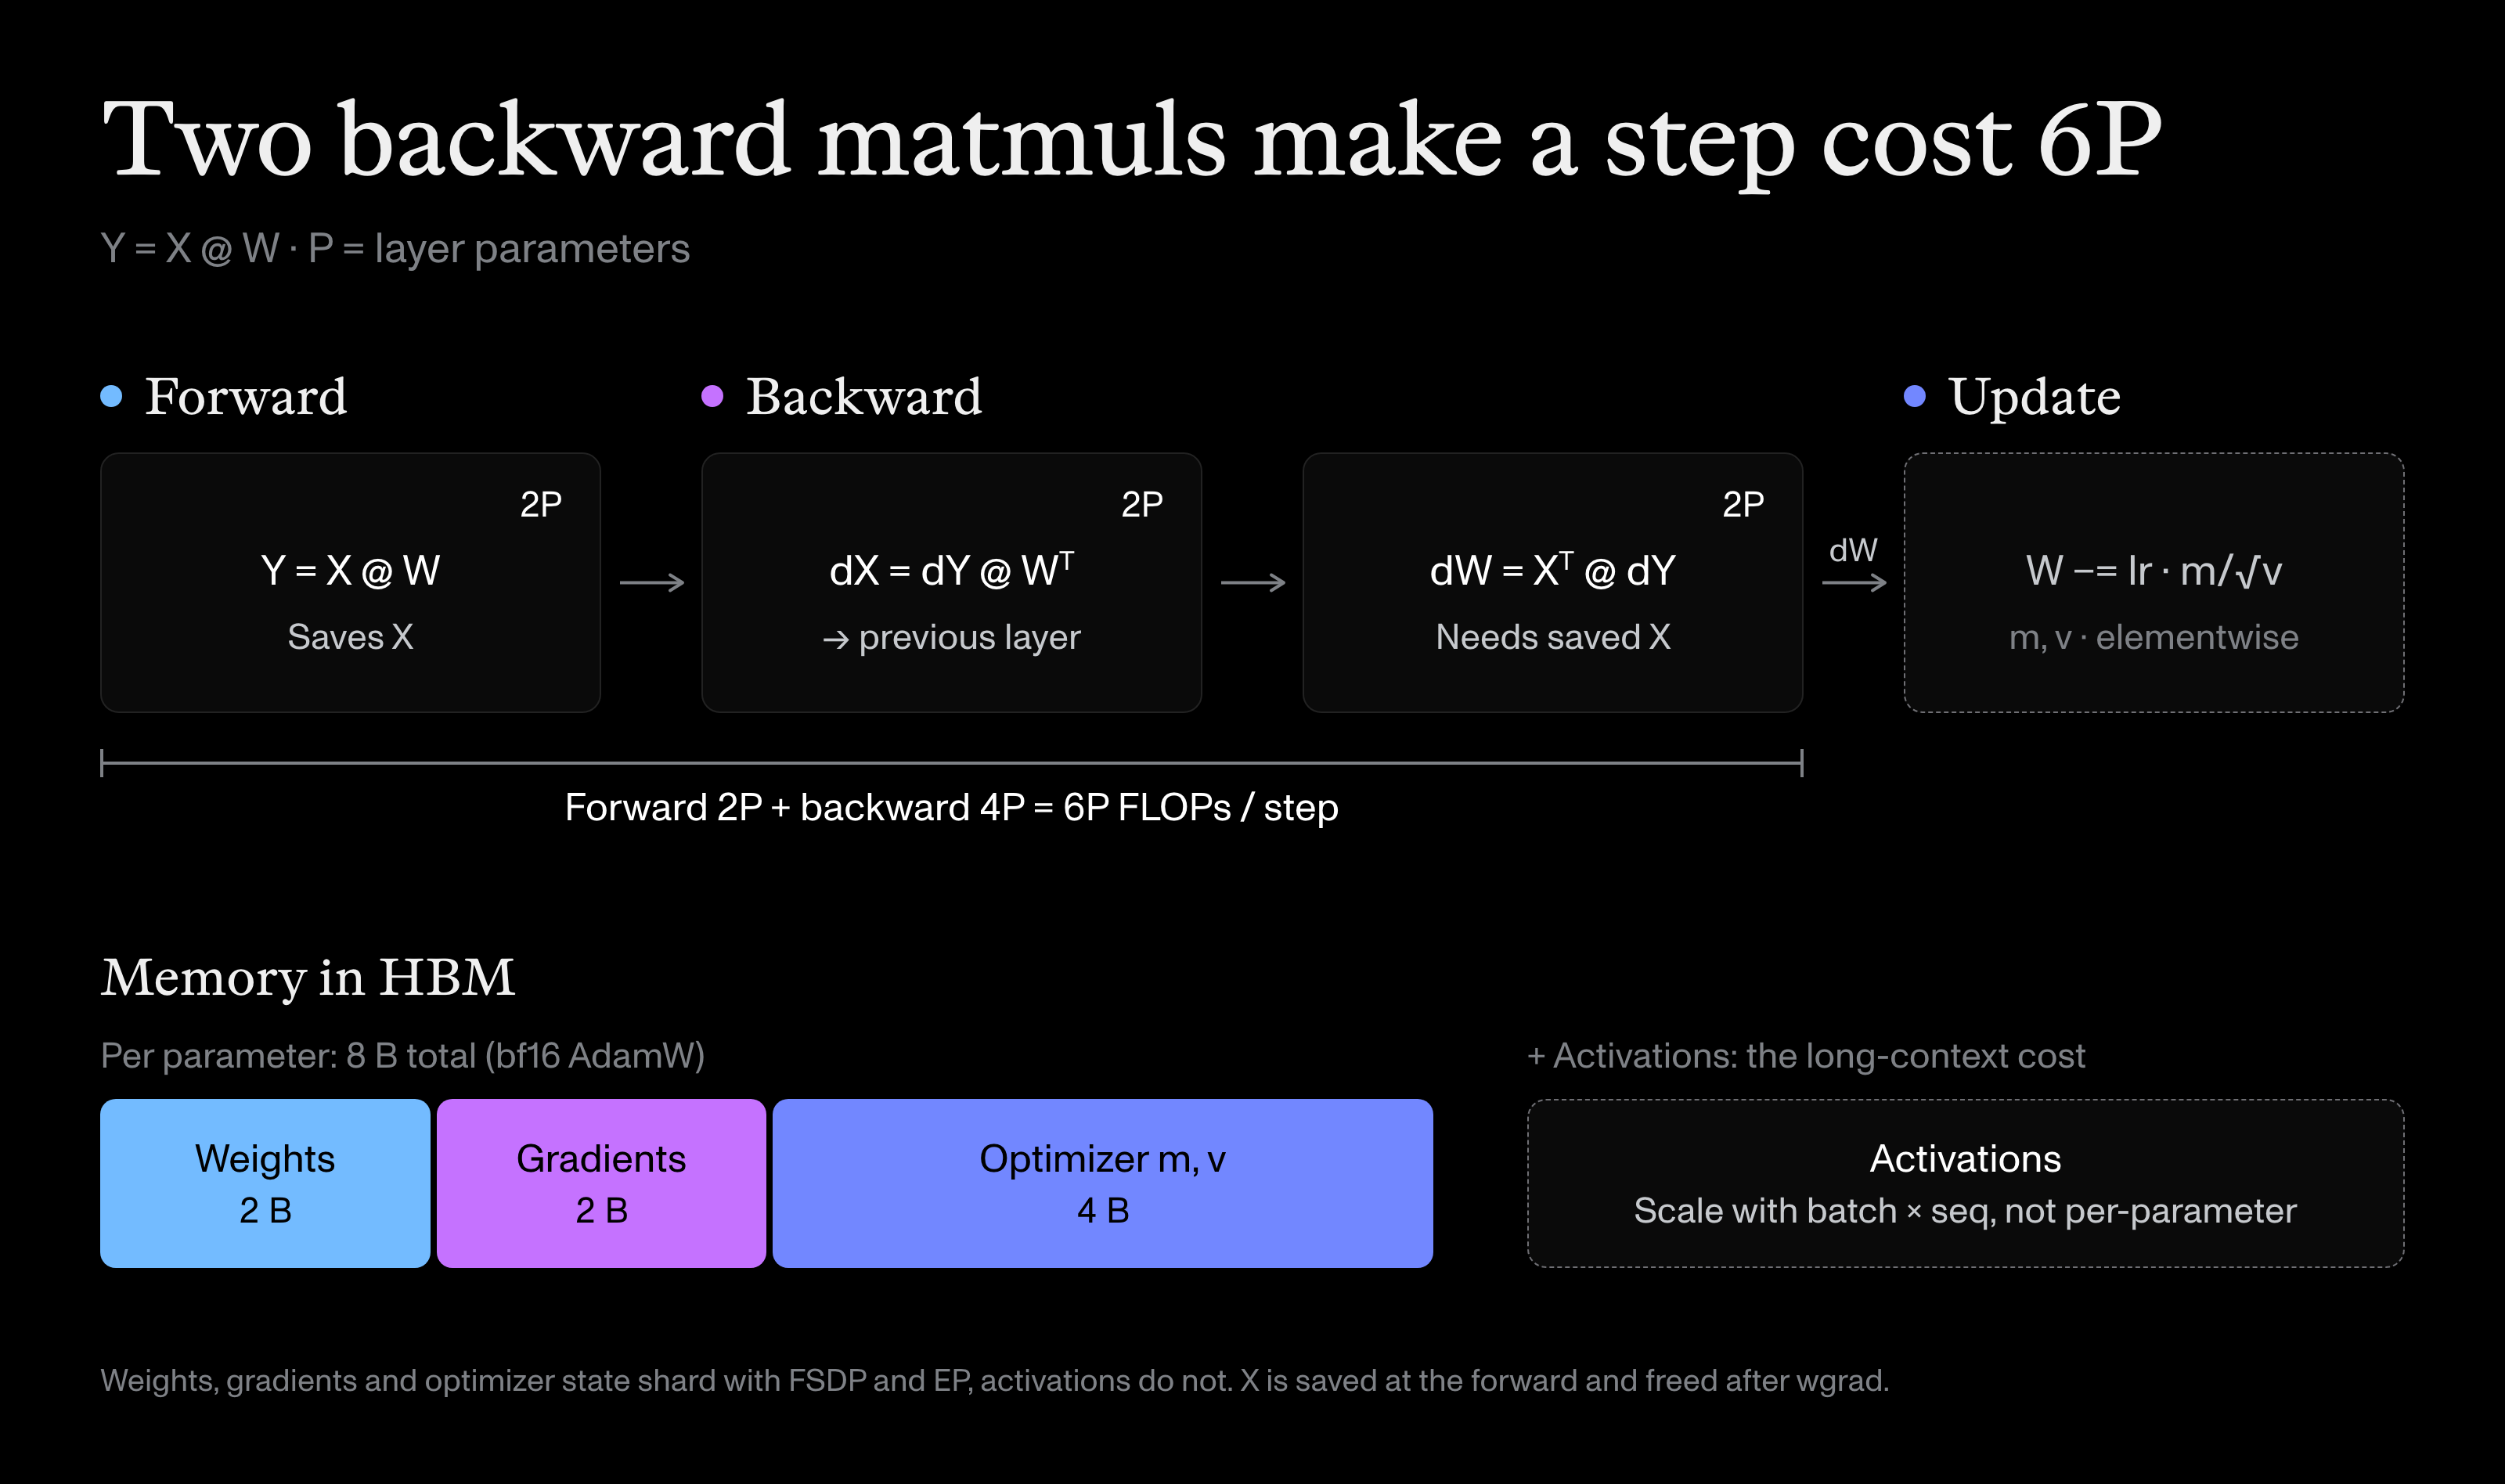 Two backward matmuls make a step cost 6P
Y = X @ W · P = layer parameters
Forward
2P
Y = X @ W
Saves X
Backward
2P
dX = dY @ Wᵀ
→ previous layer
2P
dW = Xᵀ @ dY
Needs saved X
dW
Update
W −= lr · m/√v
m, v · elementwise
Forward 2P + backward 4P = 6P FLOPs / step
Memory in HBM
Per parameter: 8 B total (bf16 AdamW)
Weights
2 B
Gradients
2 B
Optimizer m, v
4 B
+ Activations: the long-context cost
Activations
Scale with batch × seq, not per-parameter
Weights, gradients and optimizer state shard with FSDP and EP, activations do not. X is saved at the forward and freed after wgrad.